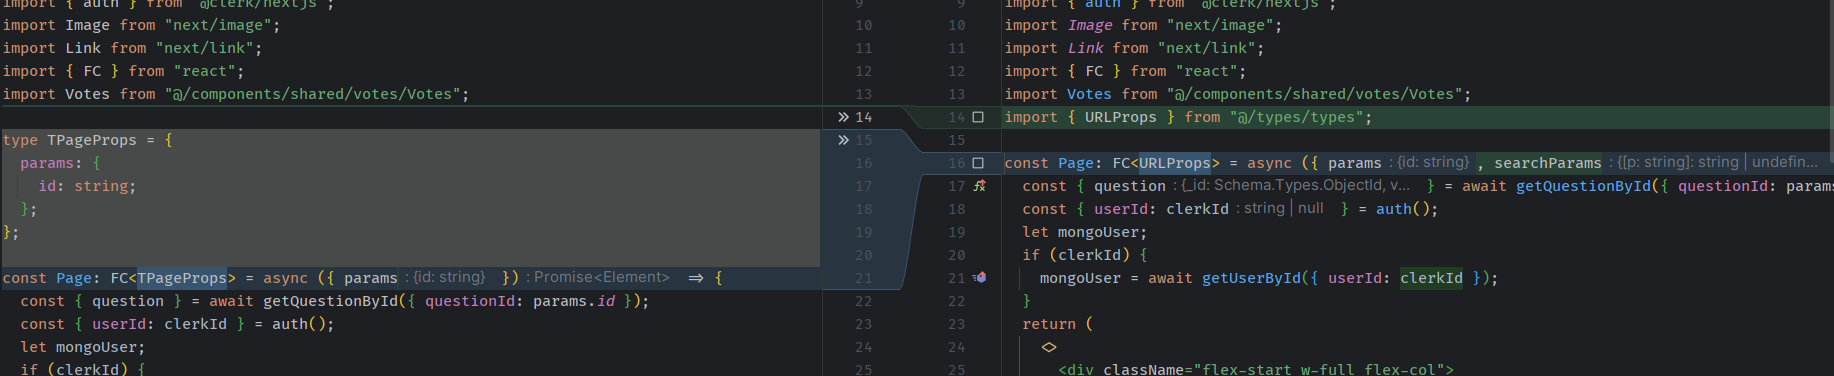 import { auth } from "@clerk/nextjs";
import Image from "next/image";
import Link from "next/link";
import { FC } from "react";
import Votes from "@/components/shared/votes/Votes";
type TPageProps = {
params: {
id: string;
};
};
const Page: FC<TPageProps> = async ({ params : {id: string} }) : Promise<Element> ⇒ {
const { question } = await getQuestionById({ questionId: params.id });
const { userId: clerkId } = auth();
let mongoUser;
if (clerkId) {
9
10
11
12
13
» 14
» 15
16
17
18
19
20
21
22
23
24
25
9
10
11
12
13
14
15
16
17
18
19
20
21
22
23
24
25
import { auth } from "@clerk/nextjs";
import Image from "next/image";
import Link from "next/link";
import { FC } from "react";
import Votes from "@/components/shared/votes/Votes";
import { URLProps } from "@/types/types";
const Page: FC<URLProps> = async ({ params : {id: string} , searchParams : {[p: string]: string | undefin...
const { question : {_id: Schema.Types.ObjectId, v... } = await getQuestionById({ questionId: params
const { userId: clerkId : string | null } = auth();
let mongoUser;
if (clerkId) {
mongoUser = await getUserById({ userId: clerkId });
}
return (
<>
<div className="flex-start w-full flex-col">